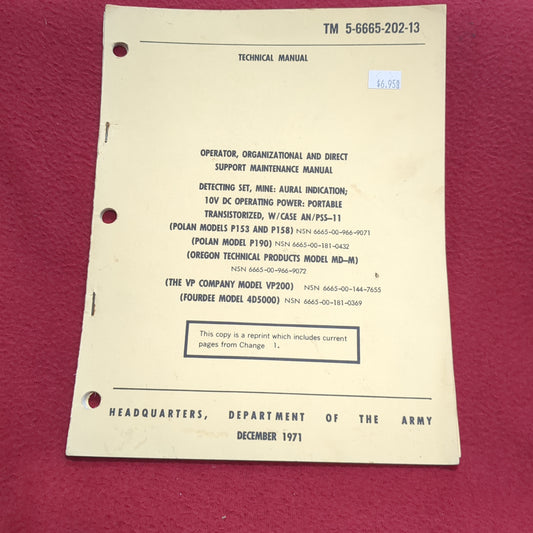 TM 5-6665-202-13
TECHNICAL MANUAL
$6.950
OPERATOR, ORGANIZATIONAL AND DIRECT
SUPPORT MAINTENANCE MANUAL
DETECTING SET, MINE: AURAL INDICATION;
10V DC OPERATING POWER: PORTABLE
TRANSISTORIZED, W/CASE AN/PSS-11
(POLAN MODELS P153 AND P158) NSN 6665-00-966-9071
(POLAN MODEL P190) NSN 6665-00-181-0432
(OREGON TECHNICAL PRODUCTS MODEL MD-M)
NSN 6665-00-966-9072
(THE VP COMPANY MODEL VP200) NSN 6665-00-144-7655
(FOURDEE MODEL 4D5000) NSN 6665-00-181-0369
This copy is a reprint which includes current
pages from Change 1.
HEADQUARTERS, DEPARTMENT OF THE ARMY
DECEMBER 1971